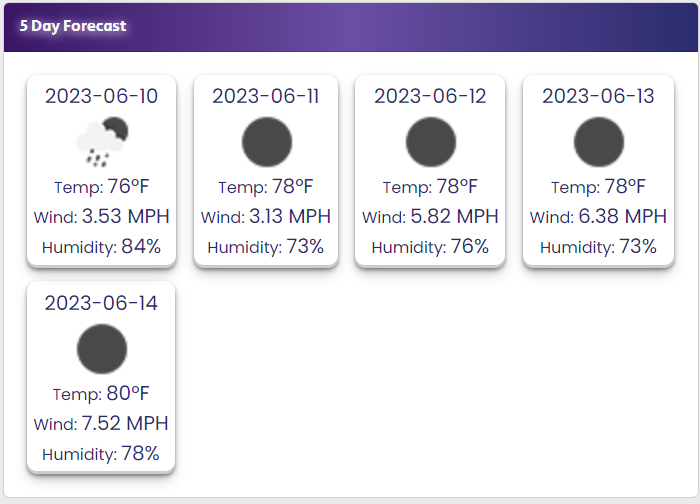 5 Day Forecast
2023-06-10
Temp: 76°F
Wind: 3.53 MPH
Humidity: 84%
2023-06-11
Temp: 78°F
Wind: 3.13 MPH
Humidity: 73%
2023-06-12
Temp: 78°F
Wind: 5.82 MPH
Humidity: 76%
2023-06-13
Temp: 78°F
Wind: 6.38 MPH
Humidity: 73%
2023-06-14
Temp: 80°F
Wind: 7.52 MPH
Humidity: 78%